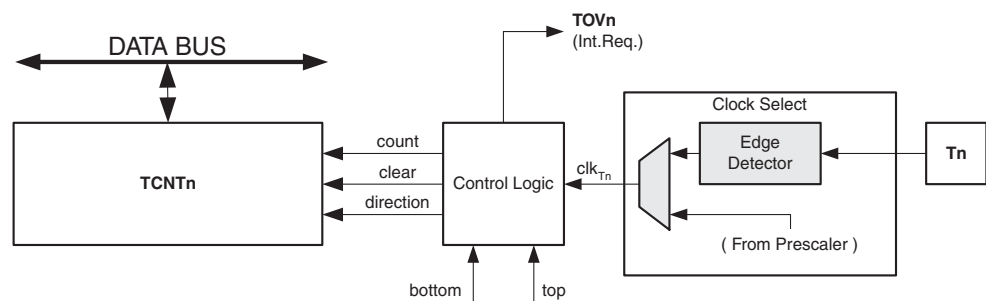 TOVn
(Int.Req.)
DATA BUS
Clock Select
count
Edge
Detector
Tn
TCNTn
clear
Control Logic
clkTn
direction
( From Prescaler )
bottom
top